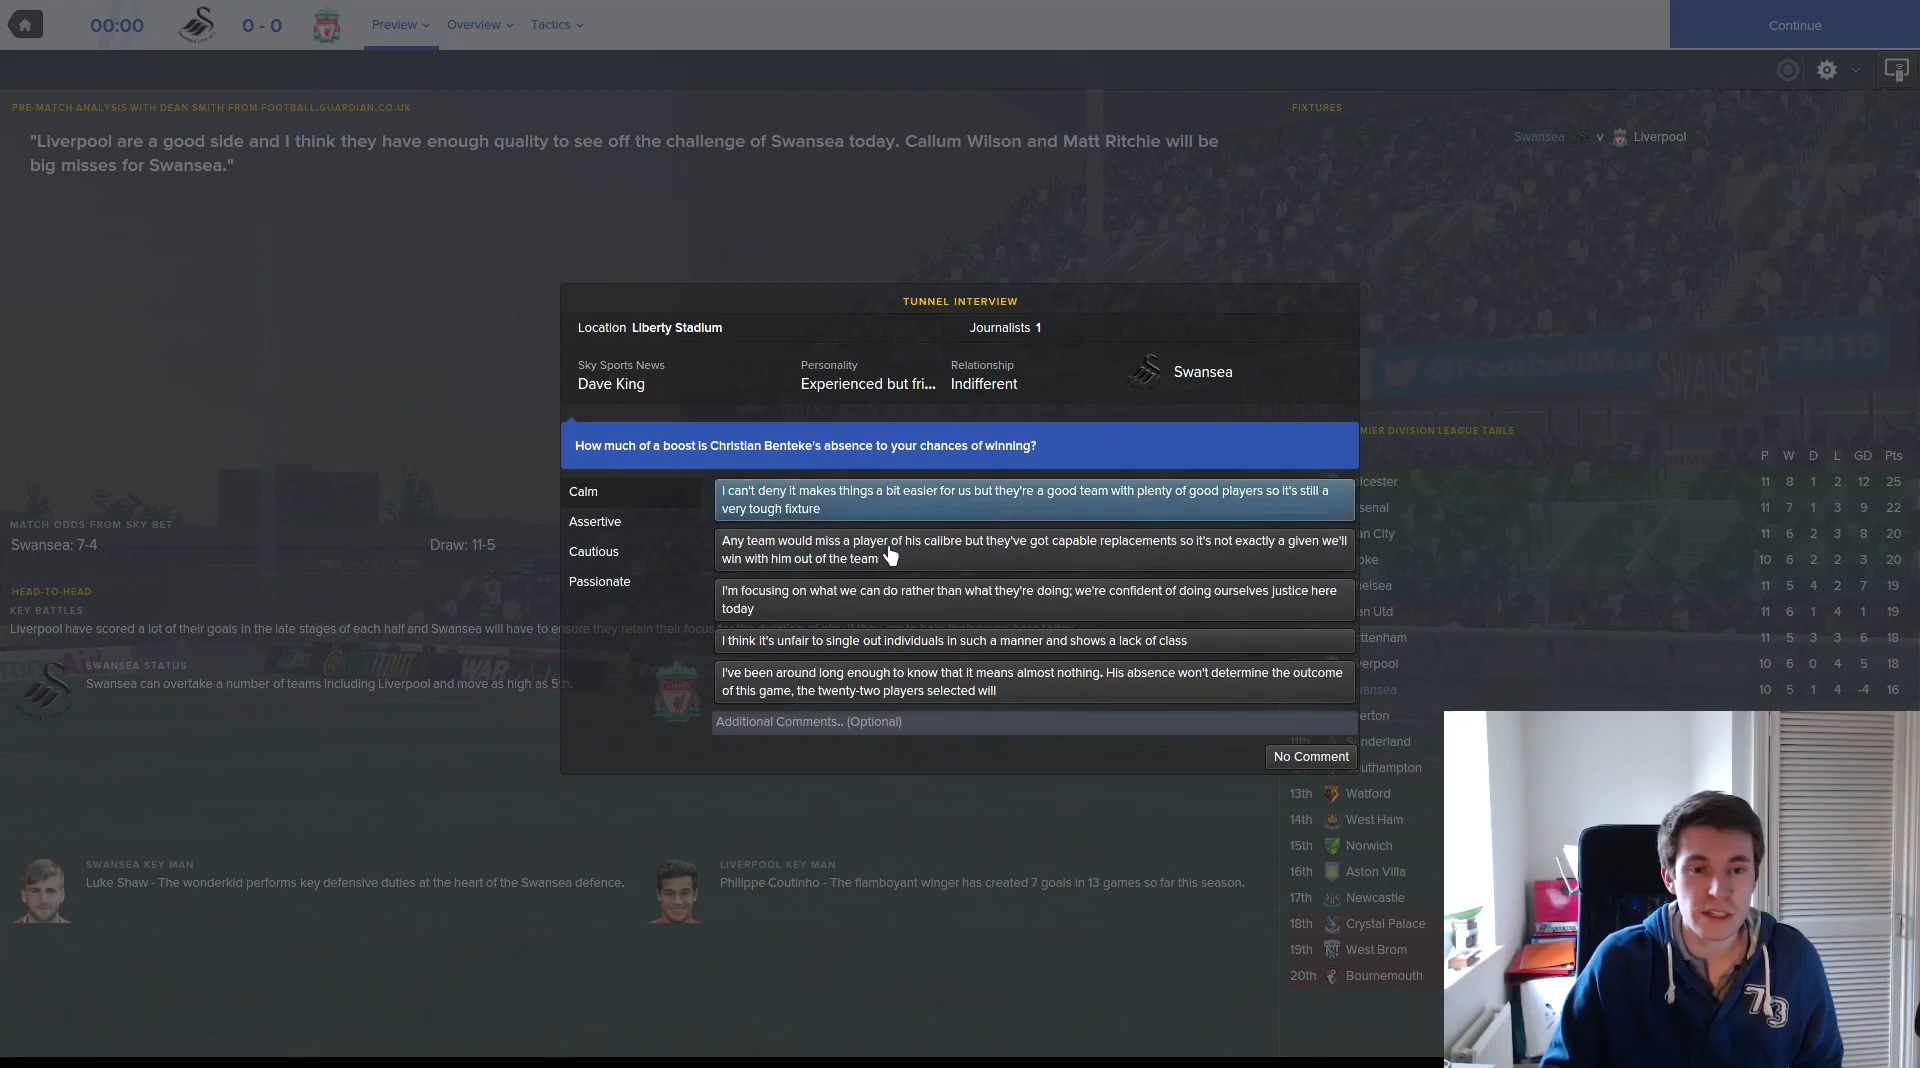 00:00
0 - 0
Preview
Overview
Tactics
Continue
PRE-MATCH ANALYSIS WITH DEAN SMITH FROM FOOTBALL.GUARDIAN.CO.UK
"Liverpool are a good side and I think they have enough quality to see off the challenge of Swansea today. Callum Wilson and Matt Ritchie will be
big misses for Swansea."
FIXTURES
Swansea v Liverpool
TUNNEL INTERVIEW
Location Liberty Stadium
Journalists 1
Sky Sports News
Dave King
Personality
Experienced but fri...
Relationship
Indifferent
Swansea
How much of a boost is Christian Benteke's absence to your chances of winning?
Calm
Assertive
Cautious
Passionate
I can't deny it makes things a bit easier for us but they're a good team with plenty of good players so it's still a
very tough fixture
Any team would miss a player of his calibre but they've got capable replacements so it's not exactly a given we'll
win with him out of the team
I'm focusing on what we can do rather than what they're doing; we're confident of doing ourselves justice here
today
I think it's unfair to single out individuals in such a manner and shows a lack of class
I've been around long enough to know that it means almost nothing. His absence won't determine the outcome
of this game, the twenty-two players selected will
Additional Comments.. (Optional)
No Comment
MATCH ODDS FROM SKY BET
Swansea: 7-4
Draw: 11-5
HEAD-TO-HEAD
KEY BATTLES
Liverpool have scored a lot of their goals in the late stages of each half and Swansea will have to ensure they retain their focus
SWANSEA STATUS
Swansea can overtake a number of teams including Liverpool and move as high as 5th.
SWANSEA KEY MAN
Luke Shaw - The wonderkid performs key defensive duties at the heart of the Swansea defence.
LIVERPOOL KEY MAN
Philippe Coutinho - The flamboyant winger has created 7 goals in 13 games so far this season.
@FootballMan
SWANSEA
FM16
MIER DIVISION LEAGUE TABLE
P W D L GD Pts
icester 11 8 1 2 12 25
senal 11 7 1 3 9 22
an City 11 6 2 3 8 20
oke 10 6 2 2 3 20
elsea 11 5 4 2 7 19
an Utd 11 6 1 4 1 19
ttenham 11 5 3 3 6 18
verpool 10 6 0 4 5 18
ansea 10 5 1 4 -4 16
erton
11th Sunderland
outhampton
13th Watford
14th West Ham
15th Norwich
16th Aston Villa
17th Newcastle
18th Crystal Palace
19th West Brom
20th Bournemouth
73